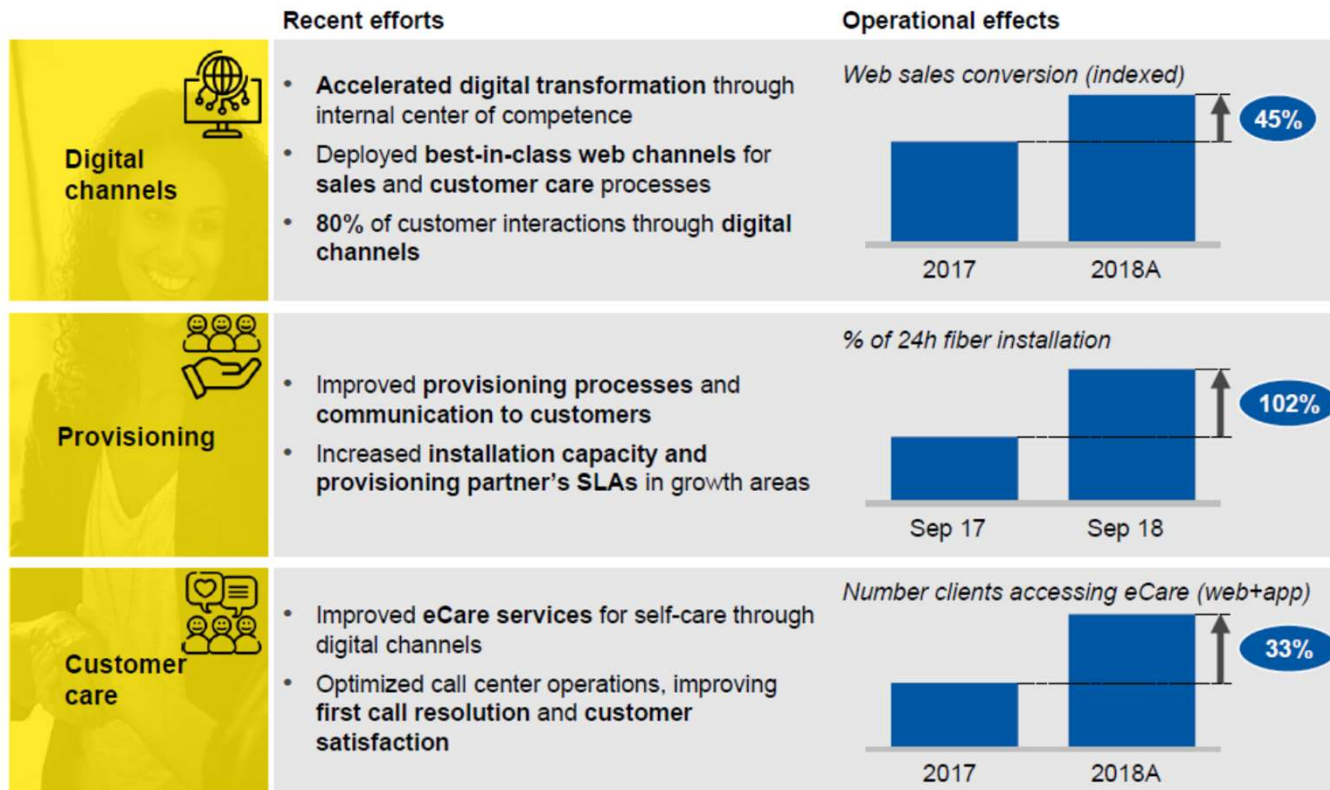 Recent efforts
Operational effects
Digital
channels
• Accelerated digital transformation through
internal center of competence
• Deployed best-in-class web channels for
sales and customer care processes
• 80% of customer interactions through digital
channels
Web sales conversion (indexed)
45%
2017
2018A
Provisioning
• Improved provisioning processes and
communication to customers
• Increased installation capacity and
provisioning partner's SLAs in growth areas
% of 24h fiber installation
102%
Sep 17
Sep 18
Customer
care
• Improved eCare services for self-care through
digital channels
• Optimized call center operations, improving
first call resolution and customer
satisfaction
Number clients accessing eCare (web+app)
33%
2017
2018A